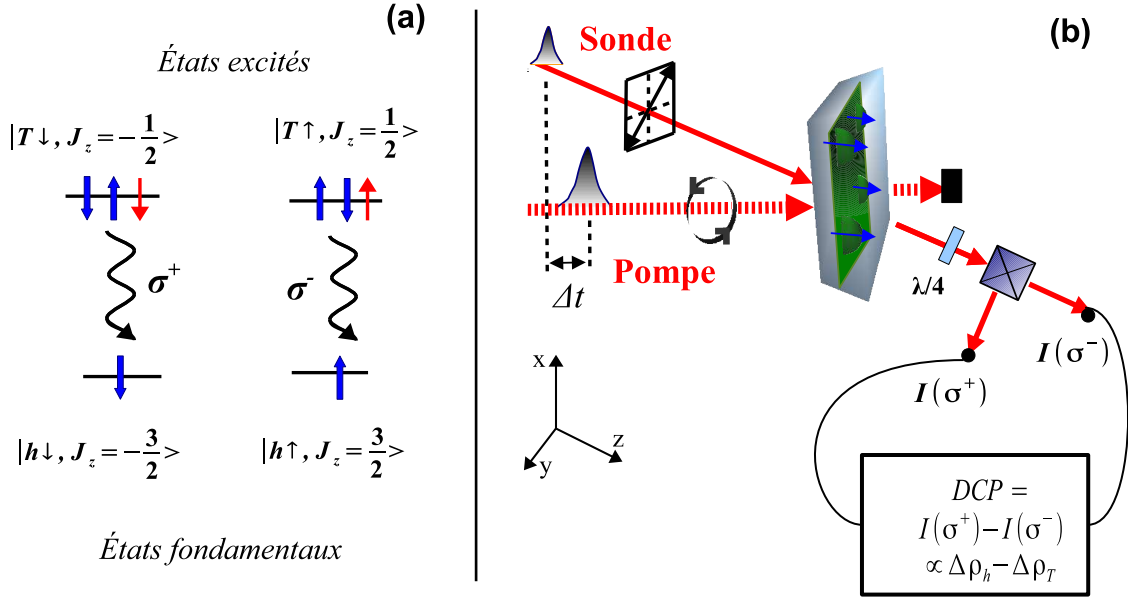 (a)
États excités
|T↓, J_z = −1/2>
|T↑, J_z = 1/2>
σ⁺
σ⁻
|h↓, J_z = −3/2>
|h↑, J_z = 3/2>
États fondamentaux
(b)
Sonde
Pompe
Δt
λ/4
I(σ⁻)
I(σ⁺)
x
y
z
DCP =
I(σ⁺)−I(σ⁻)
∝ Δρ_h − Δρ_T